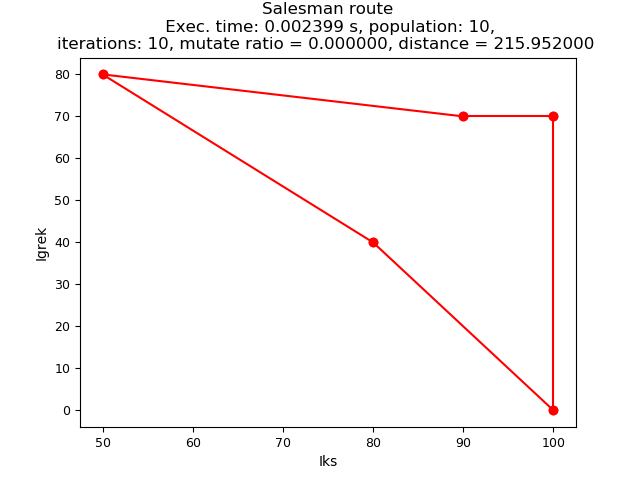 Salesman route
Exec. time: 0.002399 s, population: 10,
iterations: 10, mutate ratio = 0.000000, distance = 215.952000
80
70
60
50
40
30
20
10
0
Igrek
50 60 70 80 90 100
Iks